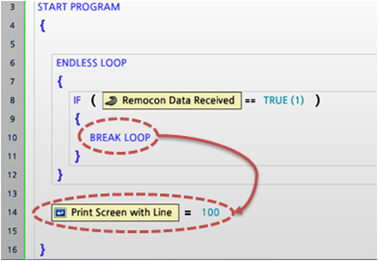 3 START PROGRAM
4 {
5
6 ENDLESS LOOP
7 {
8 IF ( Remocon Data Received == TRUE (1) )
9 {
10 BREAK LOOP
11 }
12 }
13
14 Print Screen with Line = 100
15
16 }